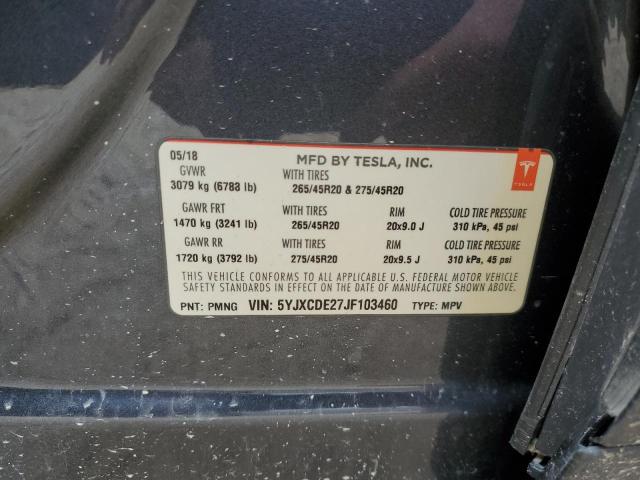 05/18 MFD BY TESLA, INC.
GVWR WITH TIRES
3079 kg (6783 lb) 265/45R20 & 275/45R20
GAWR FRT WITH TIRES RIM COLD TIRE PRESSURE
1470 kg (3241 lb) 265/45R20 20x9.0 J 310 kPa, 45 psi
GAWR RR WITH TIRES RIM COLD TIRE PRESSURE
1720 kg (3792 lb) 275/45R20 20x9.5 J 310 kPa, 45 psi
THIS VEHICLE CONFORMS TO ALL APPLICABLE U.S. FEDERAL MOTOR VEHICLE
SAFETY STANDARDS IN EFFECT ON THE DATE OF MANUFACTURE SHOWN ABOVE.
PNT: PMNG VIN: 5YJXCDE27JF103460 TYPE: MPV
TESLA